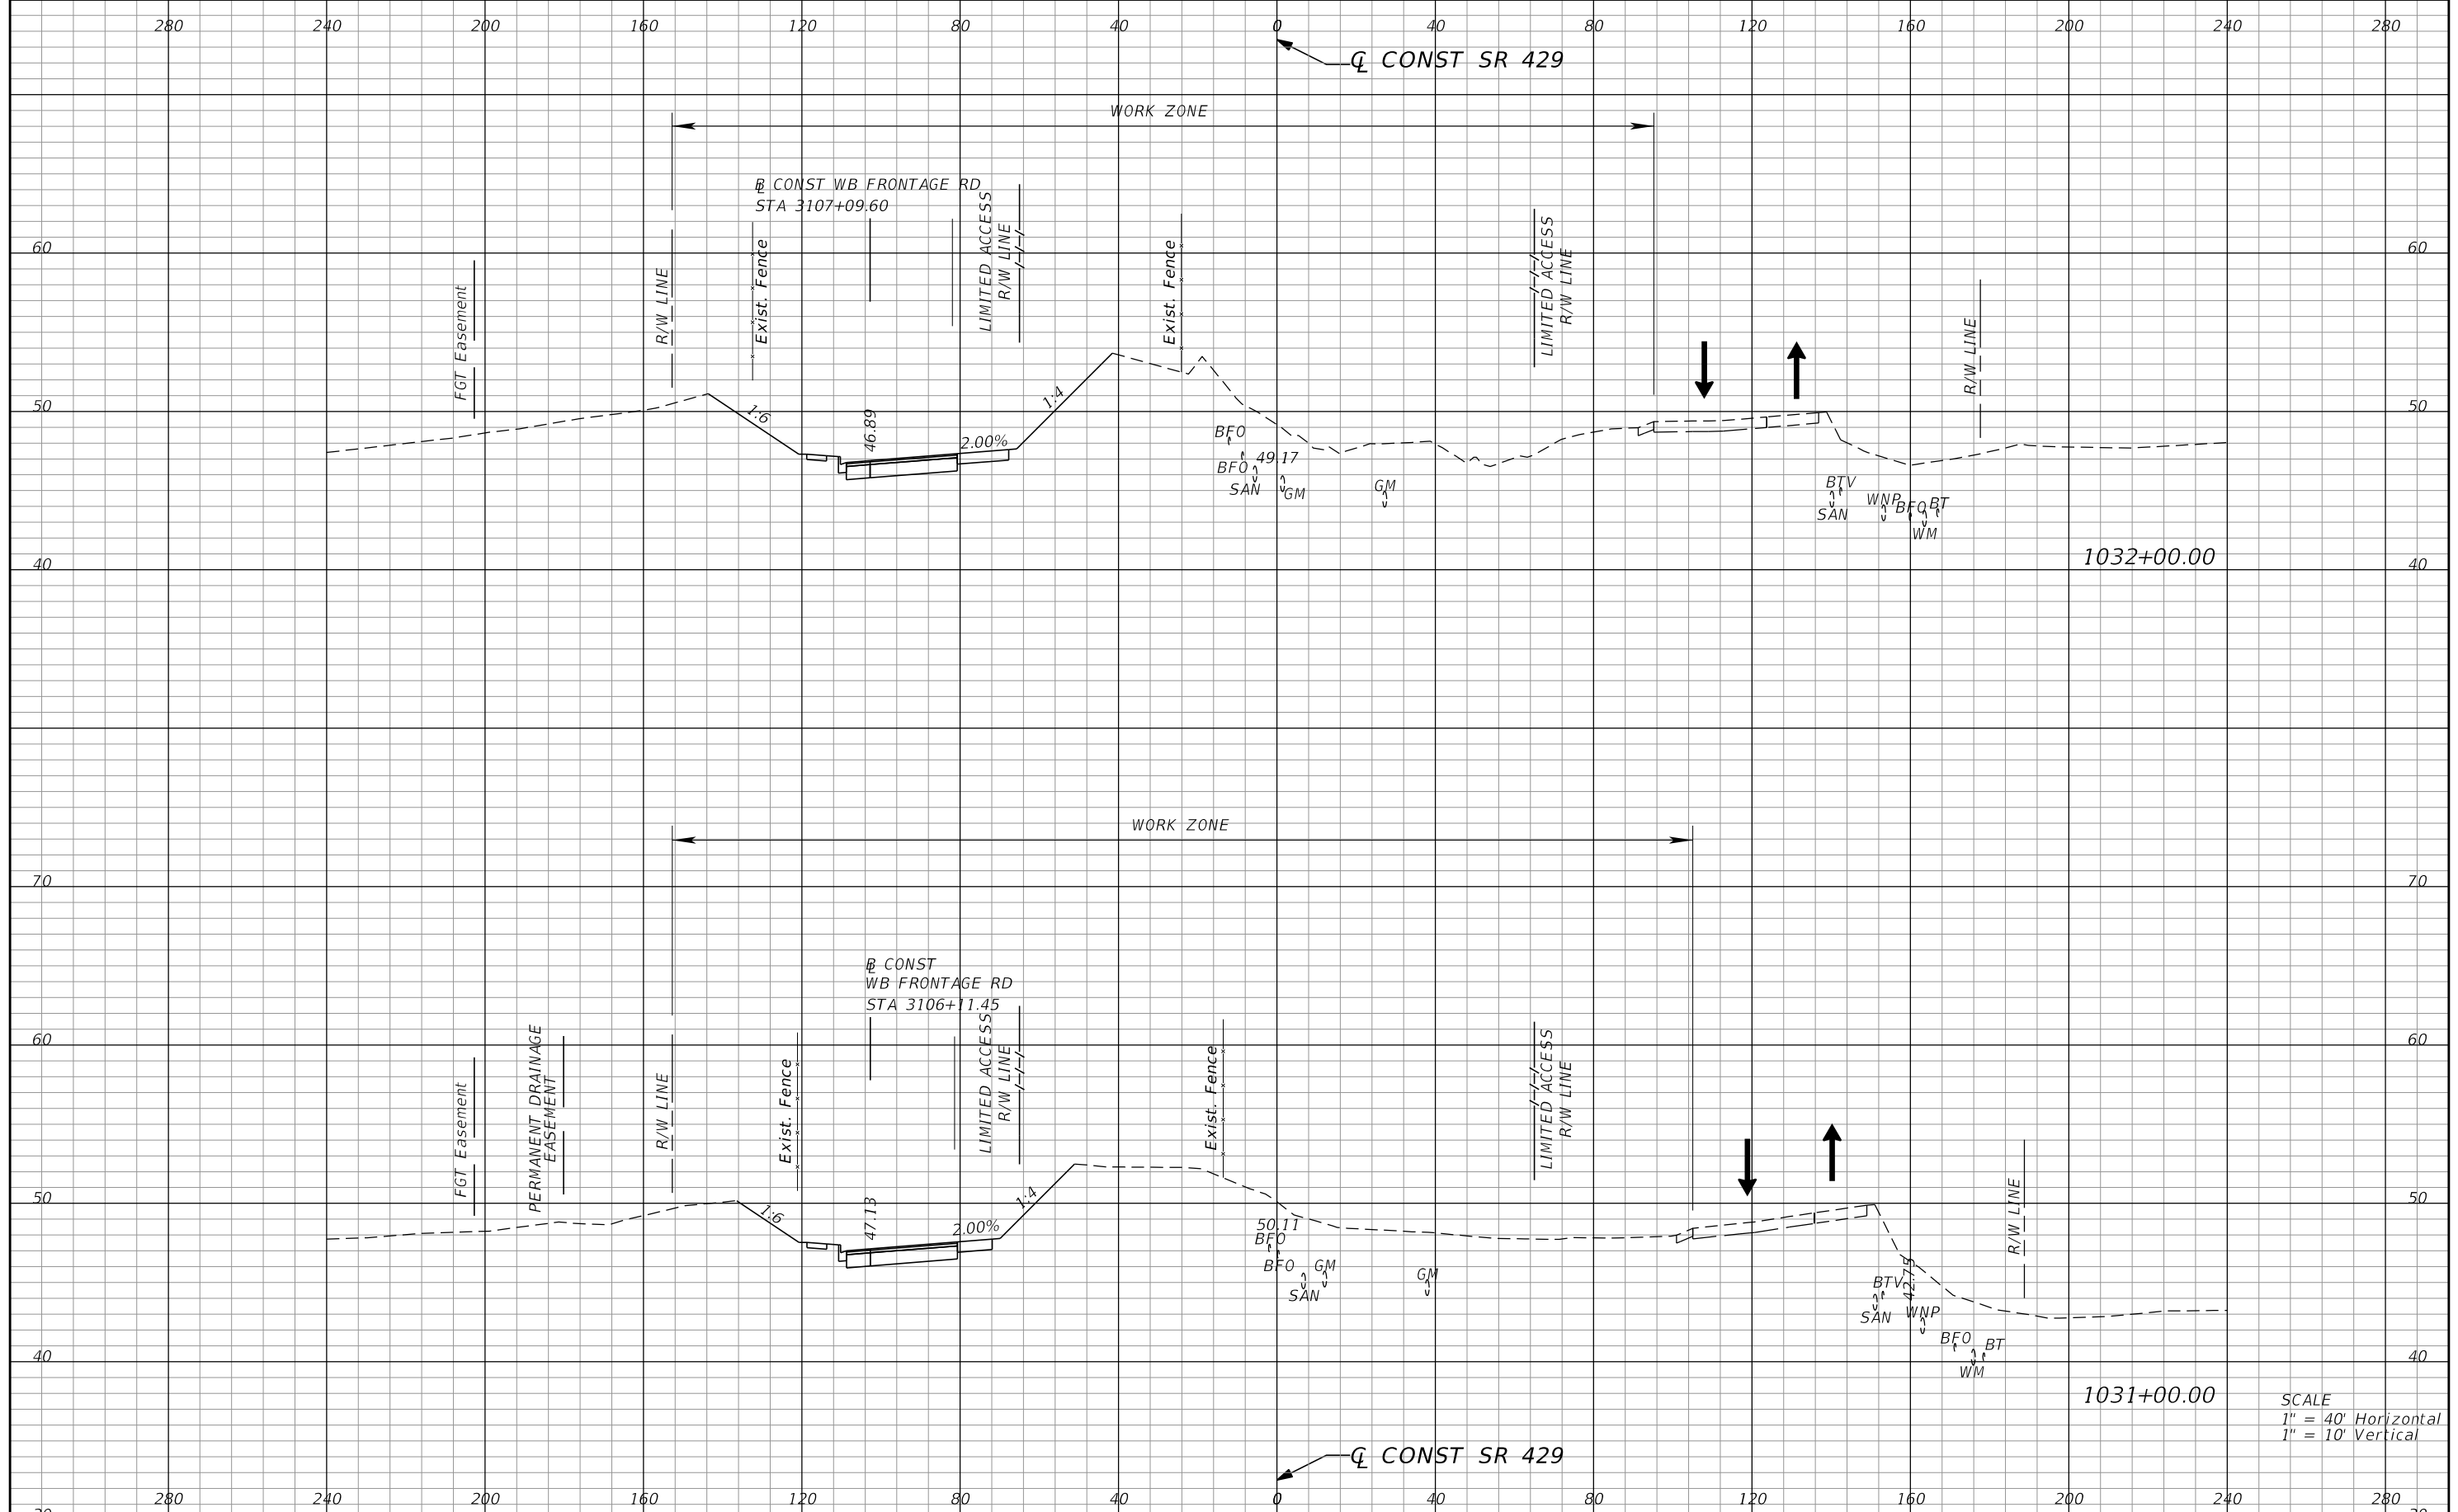 280 240 200 160 120 80 40 0 40 80 120 160 200 240 280
℄ CONST SR 429
WORK ZONE
B̵L CONST WB FRONTAGE RD
STA 3107+09.60
60
60
FGT Easement
R/W LINE
Exist. Fence
LIMITED ACCESS
R/W LINE
Exist. Fence
LIMITED ACCESS
R/W LINE
R/W LINE
50
50
1:6
46.89
2.00%
1:4
BFO
BFO
49.17
SAN
GM
GM
BTV
SAN
WNP
BFO
BT
WM
40
1032+00.00
40
WORK ZONE
70
70
BL CONST
WB FRONTAGE RD
STA 3106+11.45
60
60
FGT Easement
PERMANENT DRAINAGE
EASEMENT
R/W LINE
Exist. Fence
LIMITED ACCESS
R/W LINE
Exist. Fence
LIMITED ACCESS
R/W LINE
R/W LINE
50
50
1:6
47.13
2.00%
1:4
50.11
BFO
BFO
SAN
GM
GM
BTV
SAN
42.75
WNP
BFO
BT
WM
40
40
1031+00.00
SCALE
1" = 40' Horizontal
1" = 10' Vertical
℄ CONST SR 429
280 240 200 160 120 80 40 0 40 80 120 160 200 240 280